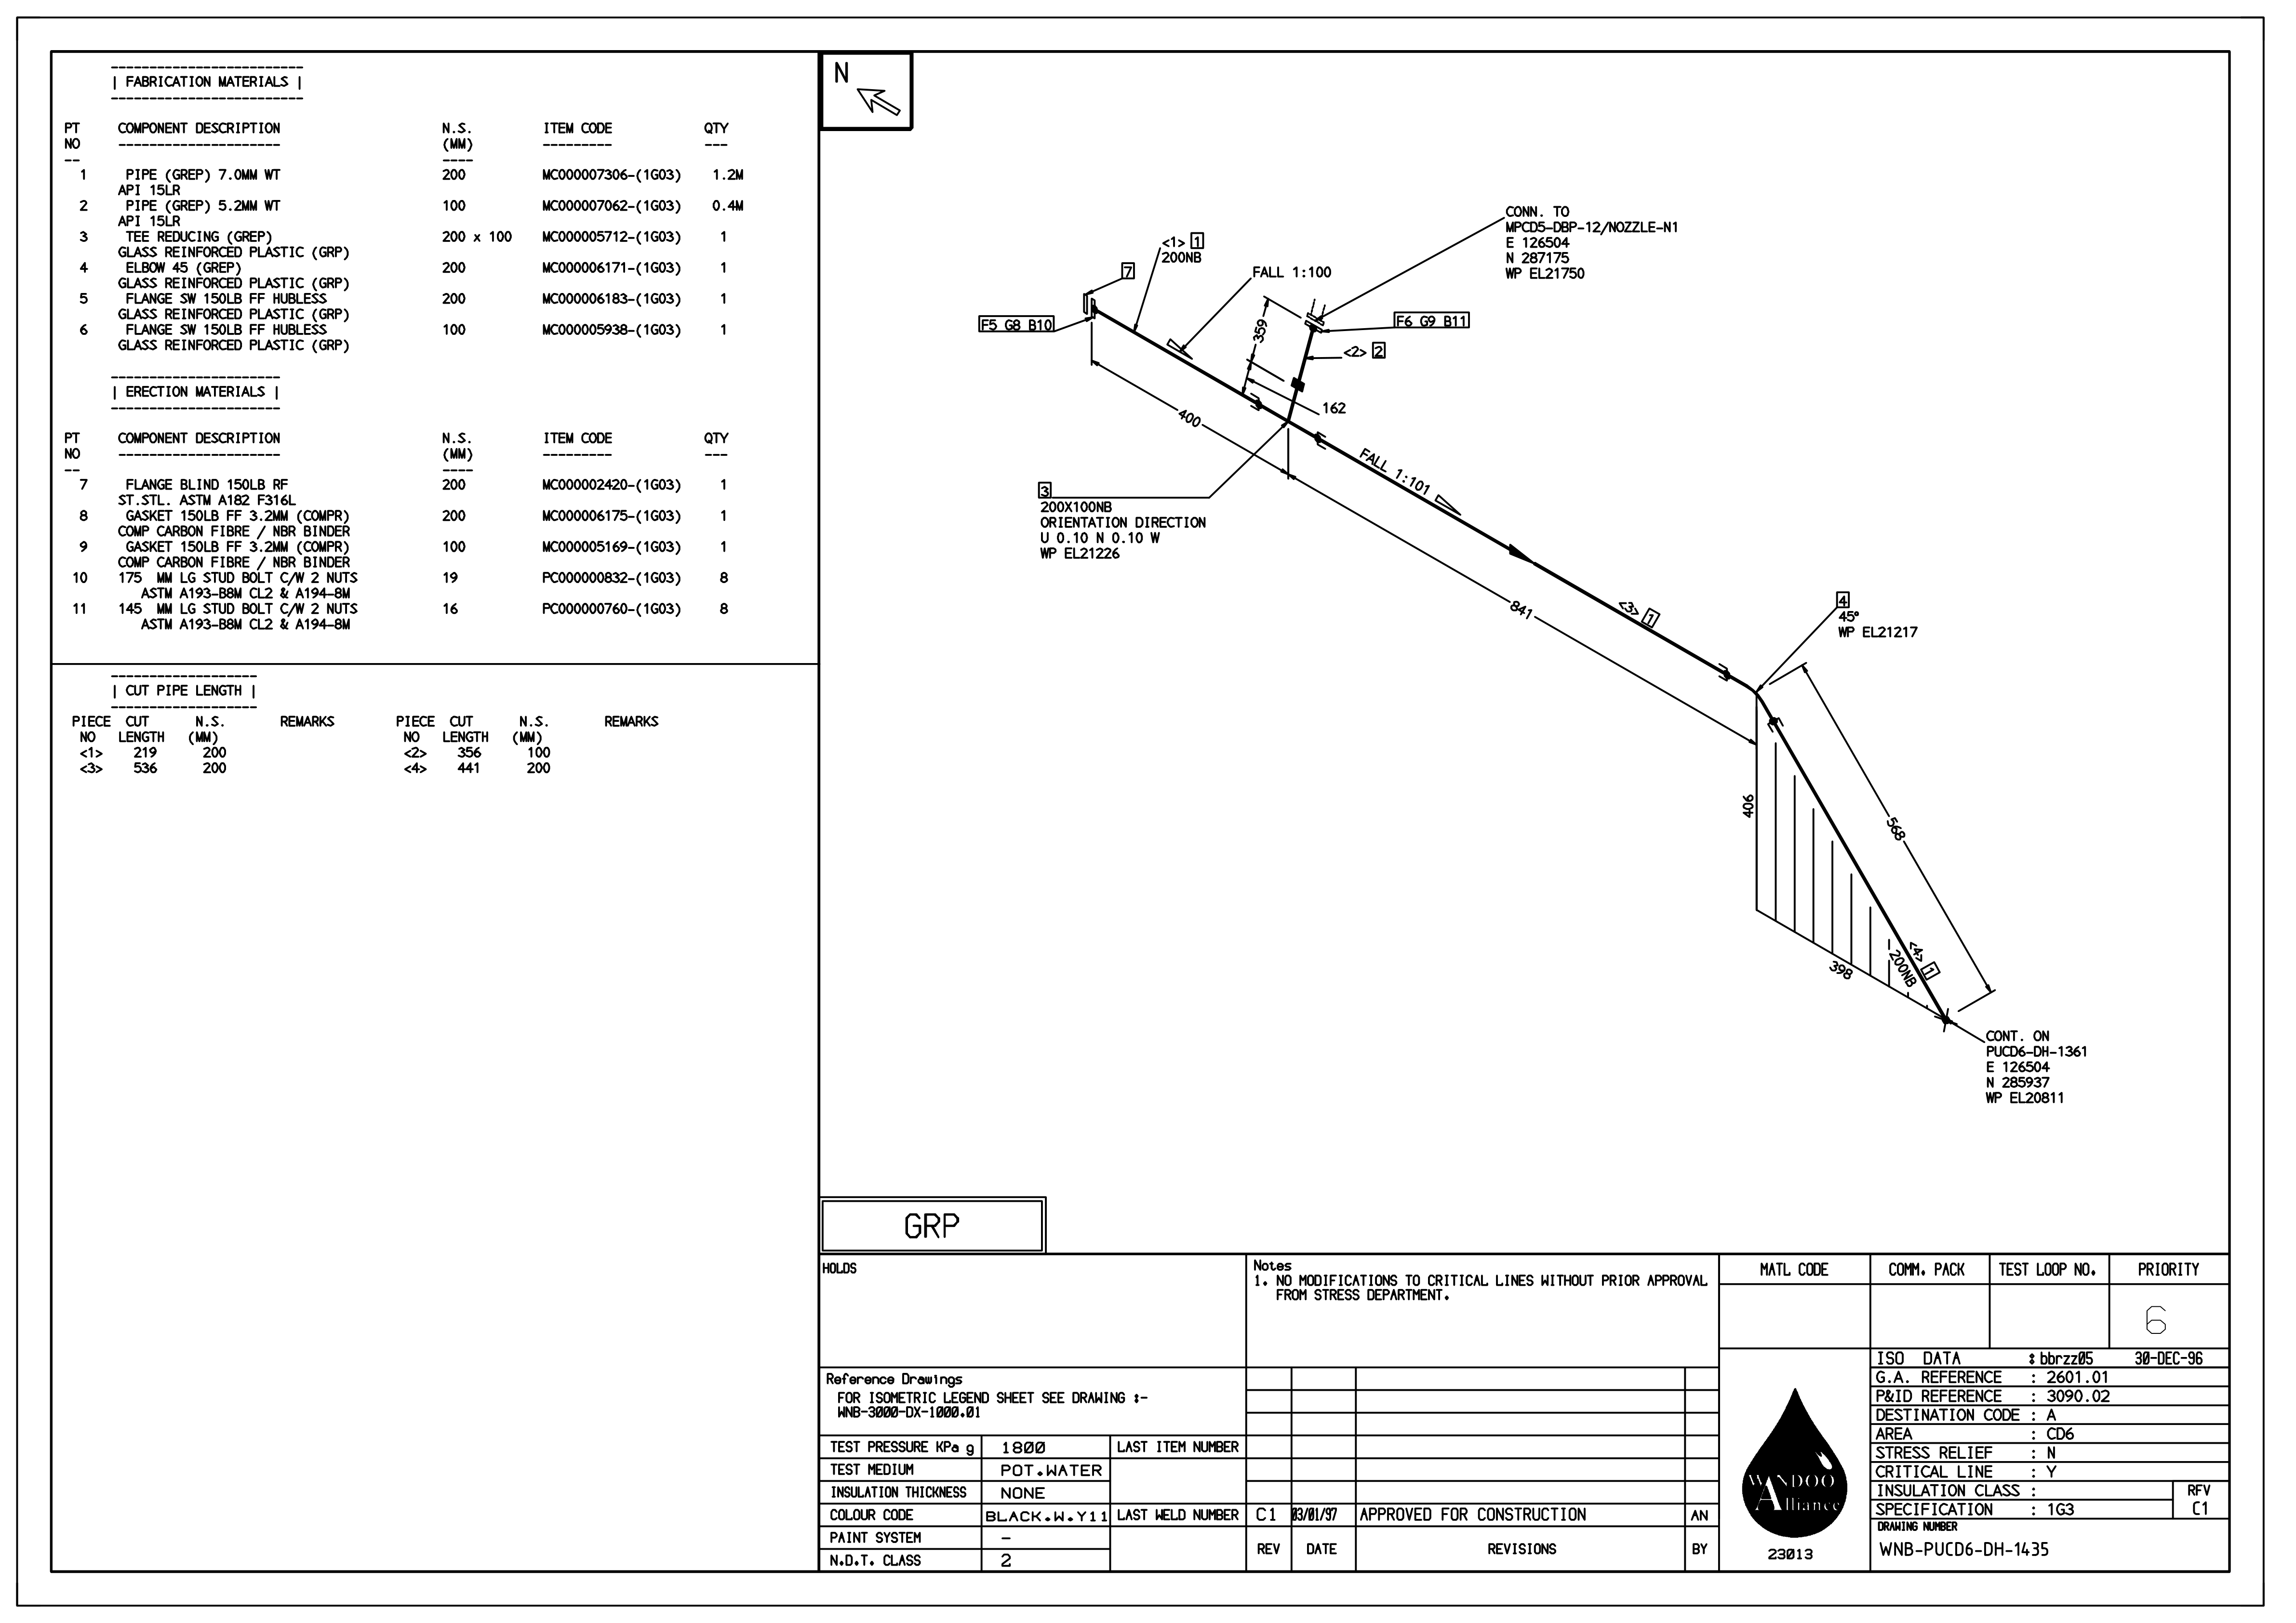 | FABRICATION MATERIALS |
PT COMPONENT DESCRIPTION N.S. ITEM CODE QTY
NO (MM)
1 PIPE (GREP) 7.0MM WT 200 MC000007306-(1G03) 1.2M
API 15LR
2 PIPE (GREP) 5.2MM WT 100 MC000007062-(1G03) 0.4M
API 15LR
3 TEE REDUCING (GREP) 200 x 100 MC000005712-(1G03) 1
GLASS REINFORCED PLASTIC (GRP)
4 ELBOW 45 (GREP) 200 MC000006171-(1G03) 1
GLASS REINFORCED PLASTIC (GRP)
5 FLANGE SW 150LB FF HUBLESS 200 MC000006183-(1G03) 1
GLASS REINFORCED PLASTIC (GRP)
6 FLANGE SW 150LB FF HUBLESS 100 MC000005938-(1G03) 1
GLASS REINFORCED PLASTIC (GRP)
| ERECTION MATERIALS |
PT COMPONENT DESCRIPTION N.S. ITEM CODE QTY
NO (MM)
7 FLANGE BLIND 150LB RF 200 MC000002420-(1G03) 1
ST.STL. ASTM A182 F316L
8 GASKET 150LB FF 3.2MM (COMPR) 200 MC000006175-(1G03) 1
COMP CARBON FIBRE / NBR BINDER
9 GASKET 150LB FF 3.2MM (COMPR) 100 MC000005169-(1G03) 1
COMP CARBON FIBRE / NBR BINDER
10 175 MM LG STUD BOLT C/W 2 NUTS 19 PC000000832-(1G03) 8
ASTM A193-B8M CL2 & A194-8M
11 145 MM LG STUD BOLT C/W 2 NUTS 16 PC000000760-(1G03) 8
ASTM A193-B8M CL2 & A194-8M
| CUT PIPE LENGTH |
PIECE CUT N.S. REMARKS PIECE CUT N.S. REMARKS
NO LENGTH (MM) NO LENGTH (MM)
<1> 219 200 <2> 356 100
<3> 536 200 <4> 441 200
N
CONN. TO
MPCD5-DBP-12/NOZZLE-N1
E 126504
N 287175
WP EL21750
<1> 1
200NB
7
FALL 1:100
F5 G8 B10
F6 G9 B11
359
<2> 2
162
400
FALL 1:101
3
200X100NB
ORIENTATION DIRECTION
U 0.10 N 0.10 W
WP EL21226
841
<3> 1
4
45°
WP EL21217
406
568
398
<4> 1
200NB
CONT. ON
PUCD6-DH-1361
E 126504
N 285937
WP EL20811
GRP
HOLDS
Notes
1. NO MODIFICATIONS TO CRITICAL LINES WITHOUT PRIOR APPROVAL
FROM STRESS DEPARTMENT.
MATL CODE COMM. PACK TEST LOOP NO. PRIORITY
6
Reference Drawings
FOR ISOMETRIC LEGEND SHEET SEE DRAWING :-
WNB-3000-DX-1000.01
TEST PRESSURE KPa g 1800 LAST ITEM NUMBER
TEST MEDIUM POT.WATER
INSULATION THICKNESS NONE
COLOUR CODE BLACK.W.Y11 LAST WELD NUMBER
PAINT SYSTEM -
N.D.T. CLASS 2
C1 03/01/97 APPROVED FOR CONSTRUCTION AN
REV DATE REVISIONS BY
WANDOO
Alliance
23013
ISO DATA : bbrzz05 30-DEC-96
G.A. REFERENCE : 2601.01
P&ID REFERENCE : 3090.02
DESTINATION CODE : A
AREA : CD6
STRESS RELIEF : N
CRITICAL LINE : Y
INSULATION CLASS : RFV
SPECIFICATION : 1G3 C1
DRAWING NUMBER
WNB-PUCD6-DH-1435